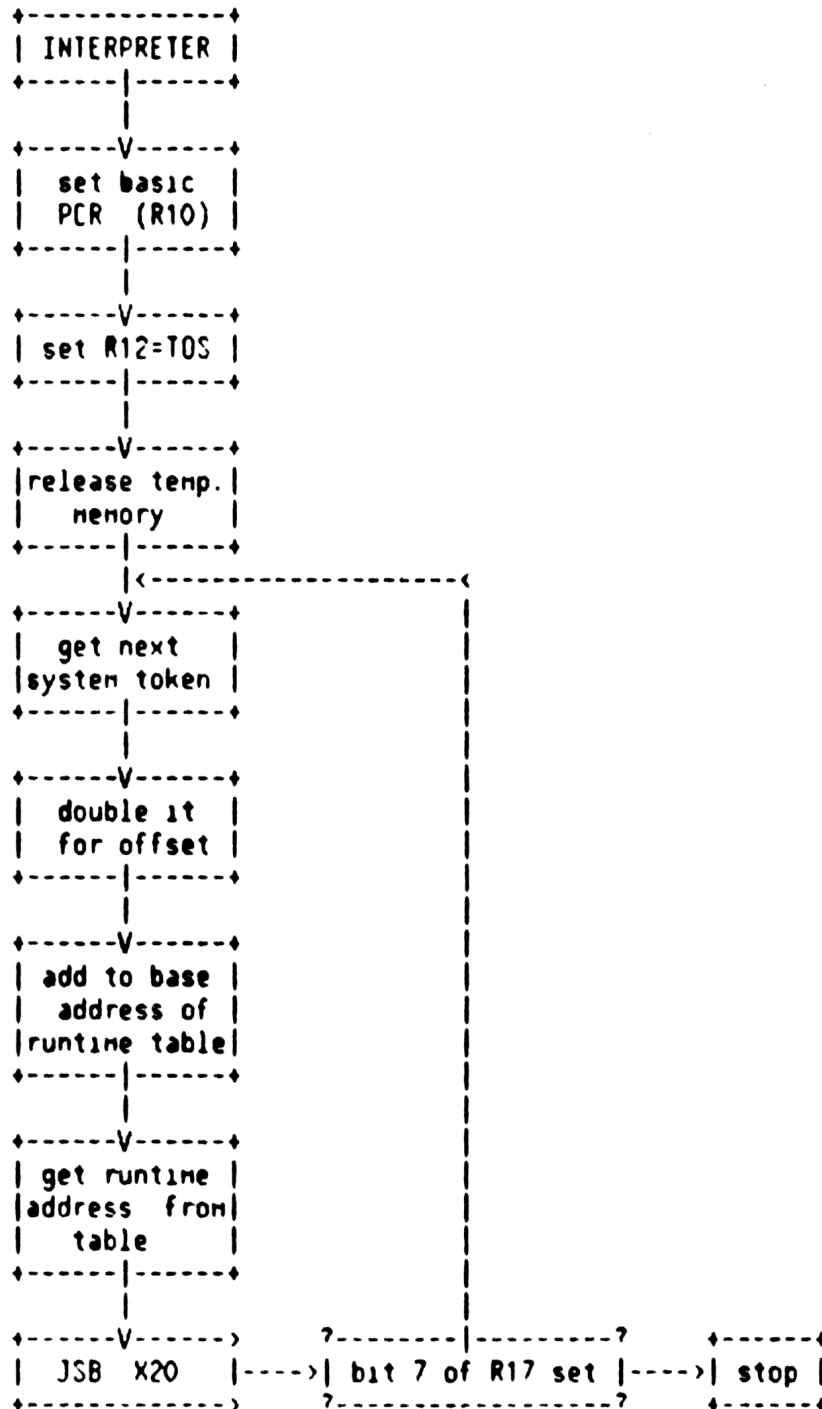 INTERPRETER
set basic
PCR (R10)
set R12=TOS
release temp.
memory
get next
system token
double it
for offset
add to base
address of
runtime table
get runtime
address from
table
JSB X20
bit 7 of R17 set
stop